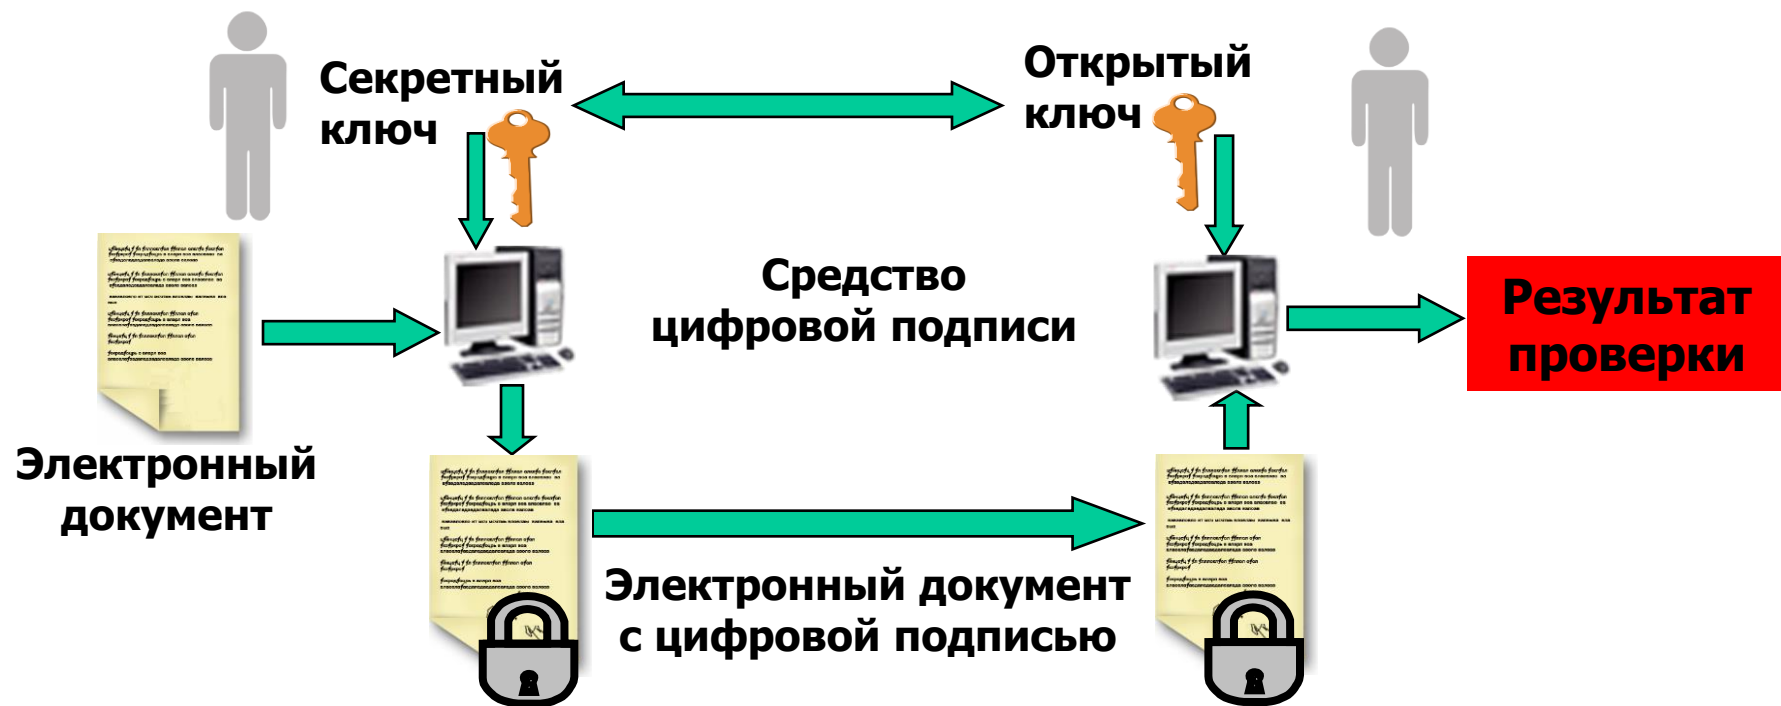 Секретный
ключ
Открытый
ключ
Средство
цифровой подписи
Результат
проверки
Электронный
документ
Электронный документ
с цифровой подписью